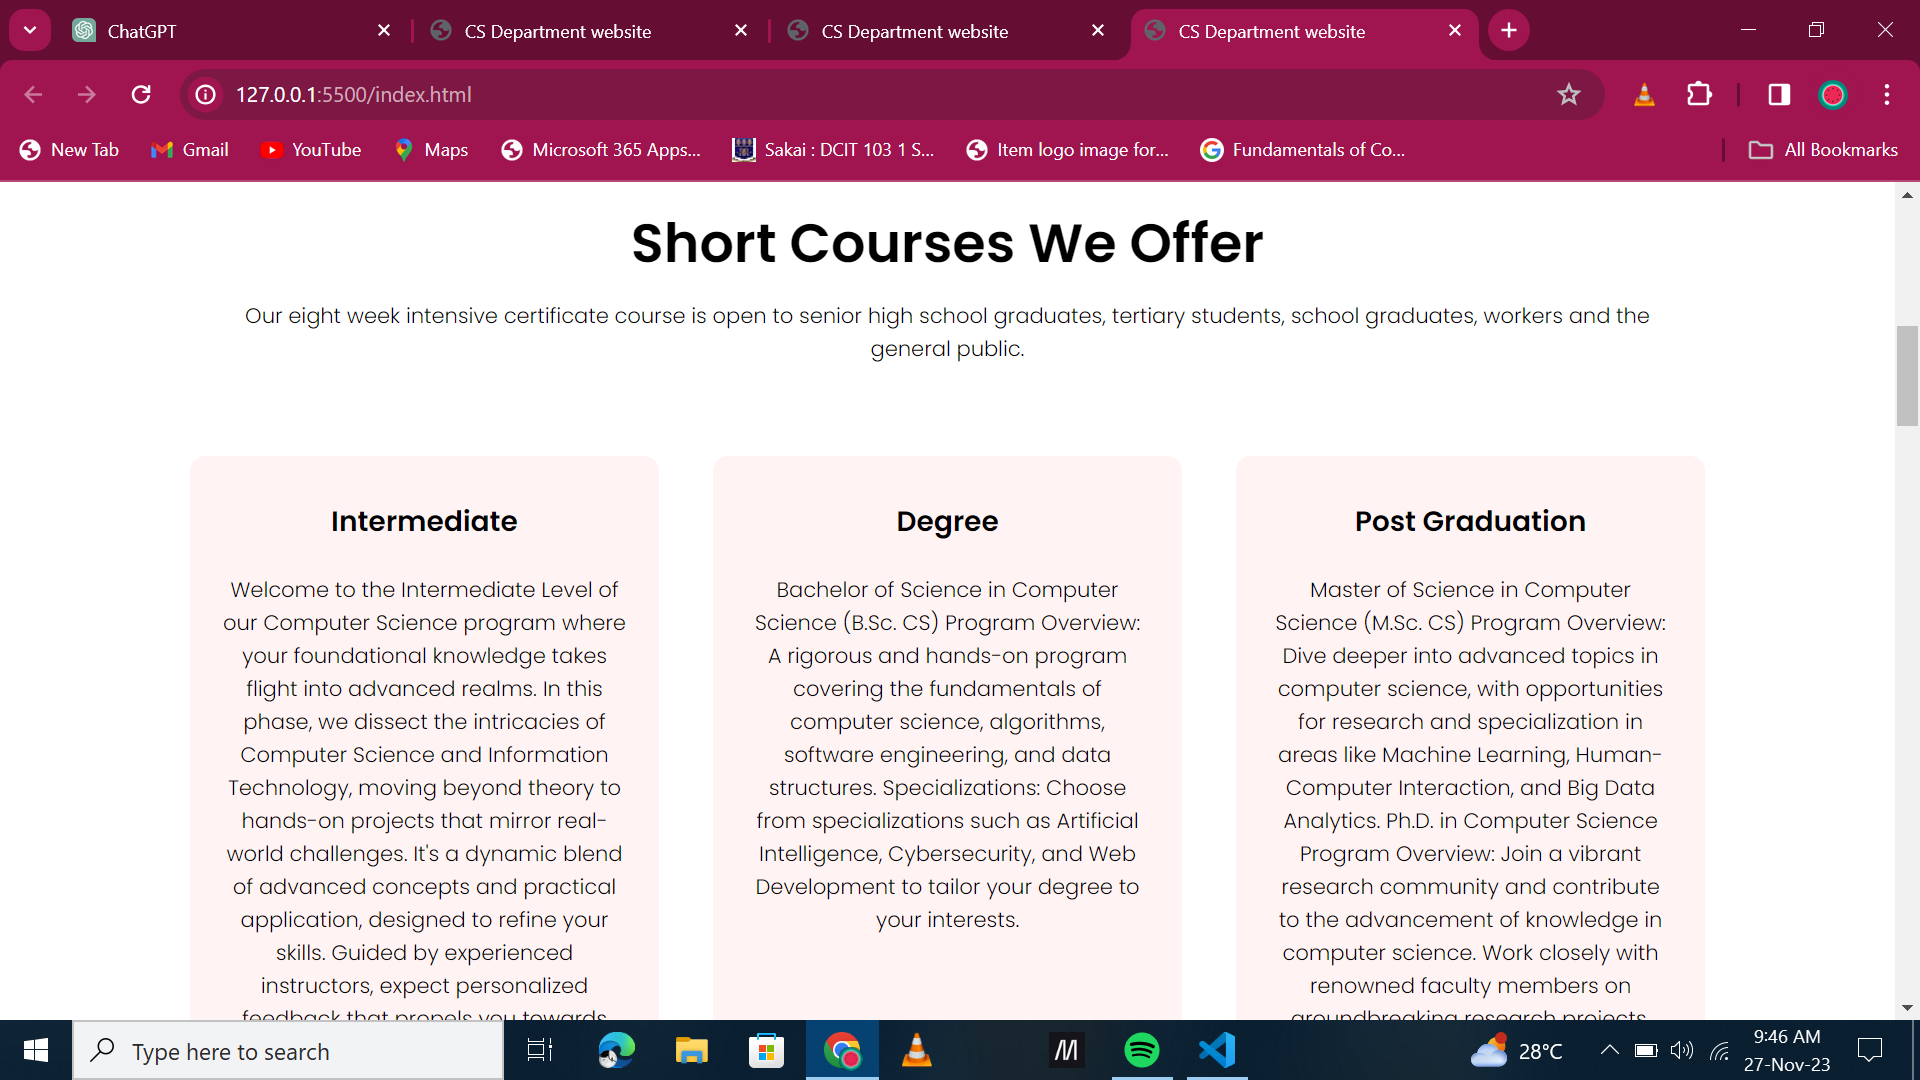 ChatGPT
CS Department website
CS Department website
CS Department website
127.0.0.1:5500/index.html
New Tab
Gmail
YouTube
Maps
Microsoft 365 Apps...
Sakai : DCIT 103 1 S...
Item logo image for...
Fundamentals of Co...
All Bookmarks
Short Courses We Offer
Our eight week intensive certificate course is open to senior high school graduates, tertiary students, school graduates, workers and the
general public.
Intermediate
Welcome to the Intermediate Level of
our Computer Science program where
your foundational knowledge takes
flight into advanced realms. In this
phase, we dissect the intricacies of
Computer Science and Information
Technology, moving beyond theory to
hands-on projects that mirror real-
world challenges. It's a dynamic blend
of advanced concepts and practical
application, designed to refine your
skills. Guided by experienced
instructors, expect personalized
feedback that propels you towards
Degree
Bachelor of Science in Computer
Science (B.Sc. CS) Program Overview:
A rigorous and hands-on program
covering the fundamentals of
computer science, algorithms,
software engineering, and data
structures. Specializations: Choose
from specializations such as Artificial
Intelligence, Cybersecurity, and Web
Development to tailor your degree to
your interests.
Post Graduation
Master of Science in Computer
Science (M.Sc. CS) Program Overview:
Dive deeper into advanced topics in
computer science, with opportunities
for research and specialization in
areas like Machine Learning, Human-
Computer Interaction, and Big Data
Analytics. Ph.D. in Computer Science
Program Overview: Join a vibrant
research community and contribute
to the advancement of knowledge in
computer science. Work closely with
renowned faculty members on
groundbreaking research projects
Type here to search
28°C
9:46 AM
27-Nov-23